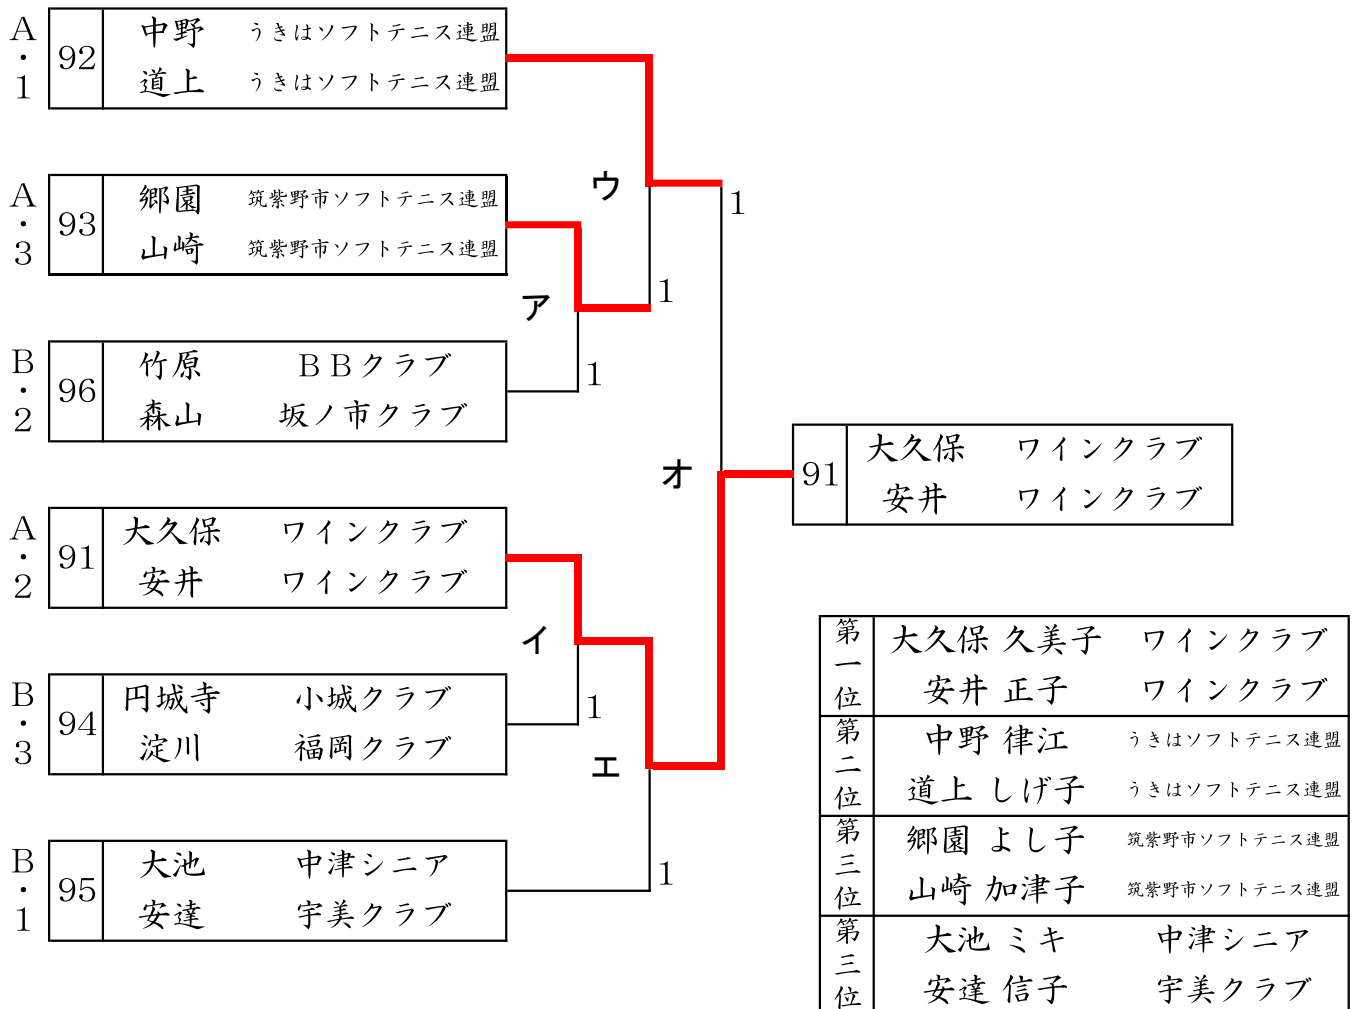 A・1 92 中野 うきはソフトテニス連盟
道上 うきはソフトテニス連盟
ウ
1
A・3 93 郷園 筑紫野市ソフトテニス連盟
山崎 筑紫野市ソフトテニス連盟
1
ア
B・2 96 竹原 BBクラブ
森山 坂ノ市クラブ
1
オ
91 大久保 ワインクラブ
安井 ワインクラブ
A・2 91 大久保 ワインクラブ
安井 ワインクラブ
イ
B・3 94 円城寺 小城クラブ
淀川 福岡クラブ
1
エ
B・1 95 大池 中津シニア
安達 宇美クラブ
1
第一位 大久保 久美子 ワインクラブ
安井 正子 ワインクラブ
第二位 中野 律江 うきはソフトテニス連盟
道上 しげ子 うきはソフトテニス連盟
第三位 郷園 よし子 筑紫野市ソフトテニス連盟
山崎 加津子 筑紫野市ソフトテニス連盟
第三位 大池 ミキ 中津シニア
安達 信子 宇美クラブ